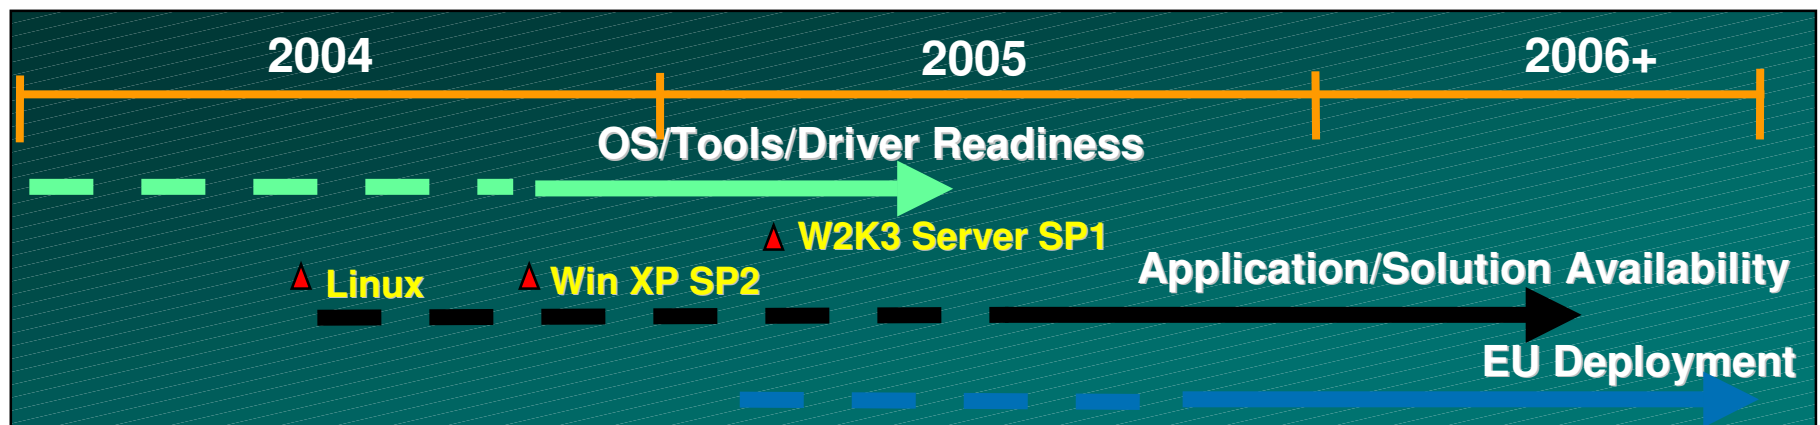 2004
2005
2006+
OS/Tools/Driver Readiness
W2K3 Server SP1
Application/Solution Availability
Linux
Win XP SP2
EU Deployment